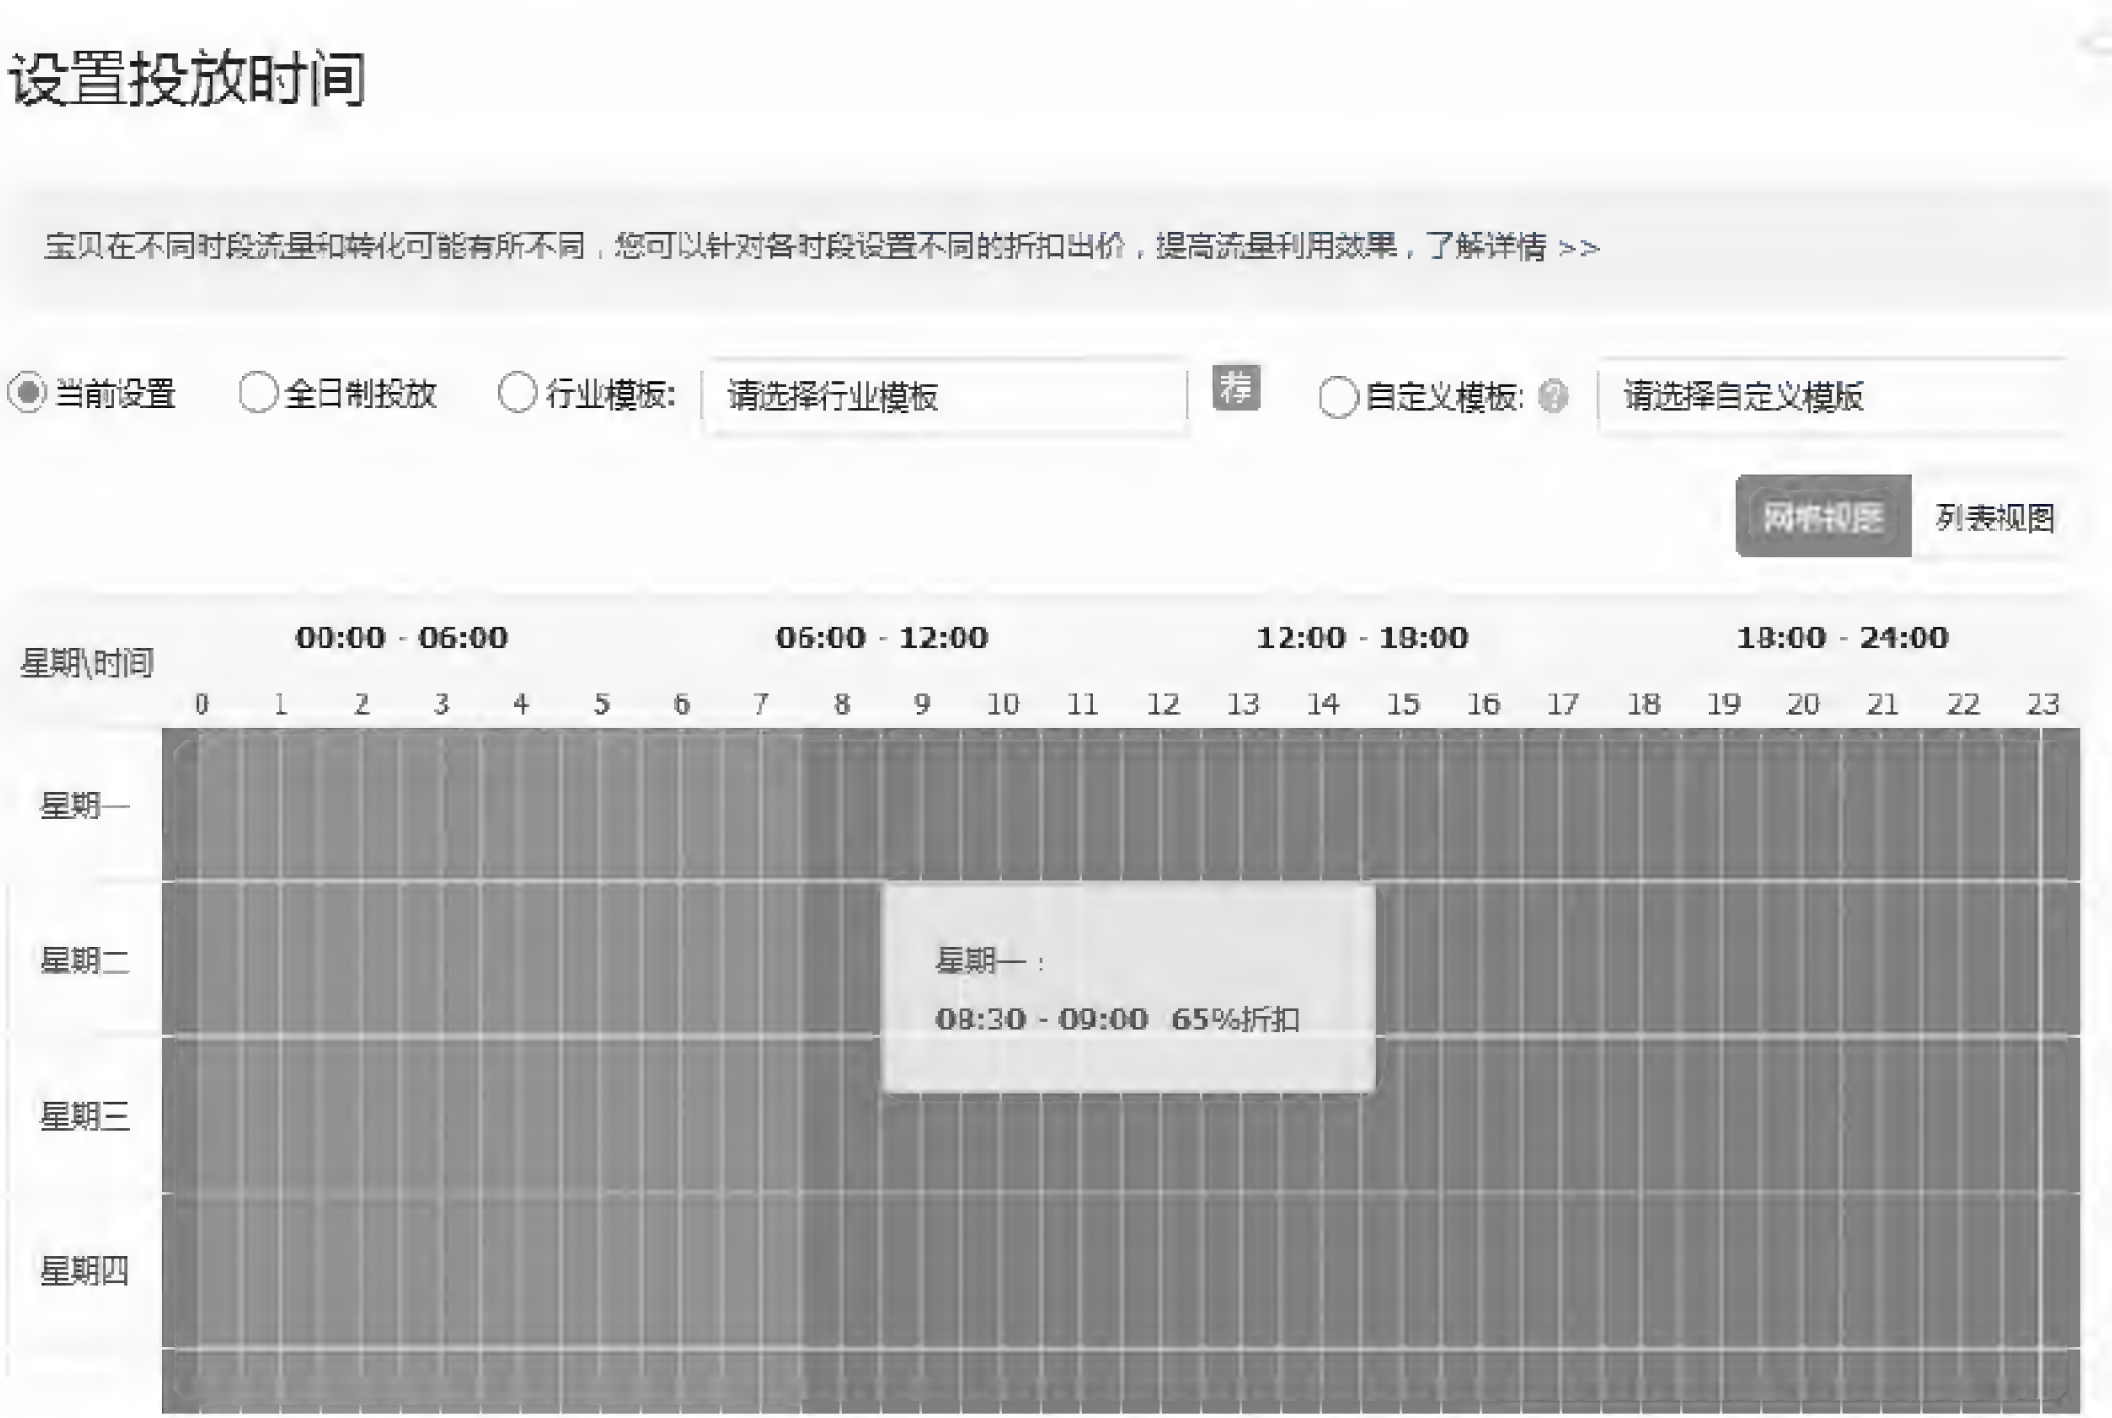 设置投放时间
宝贝在不同时段流量和转化可能有所不同，您可以针对各时段设置不同的折扣出价，提高流量利用效果，了解详情 >>
当前设置 全日制投放 行业模板: 请选择行业模板 荐 自定义模板: ? 请选择自定义模版
网格视图 列表视图
星期\时间 00:00 - 06:00 06:00 - 12:00 12:00 - 18:00 18:00 - 24:00
0 1 2 3 4 5 6 7 8 9 10 11 12 13 14 15 16 17 18 19 20 21 22 23
星期一
星期二
星期一：
08:30 - 09:00 65%折扣
星期三
星期四